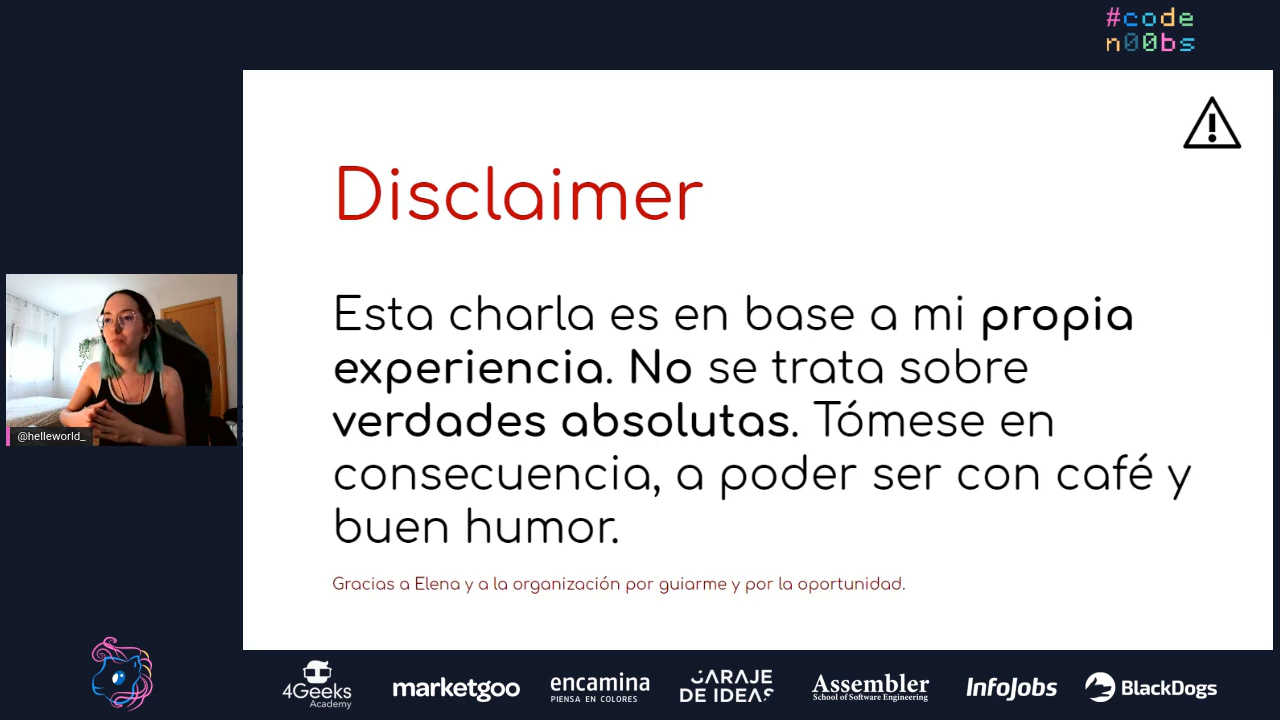 #code
n00bs
Disclaimer
Esta charla es en base a mi propia
experiencia. No se trata sobre
verdades absolutas. Tómese en
consecuencia, a poder ser con café y
buen humor.
Gracias a Elena y a la organización por guiarme y por la oportunidad.
@helleworld_
4Geeks
Academy
marketgoo
encamina
PIENSA EN COLORES
GARAJE
DE IDEAS
Assembler
School of Software Engineering
InfoJobs
BlackDogs